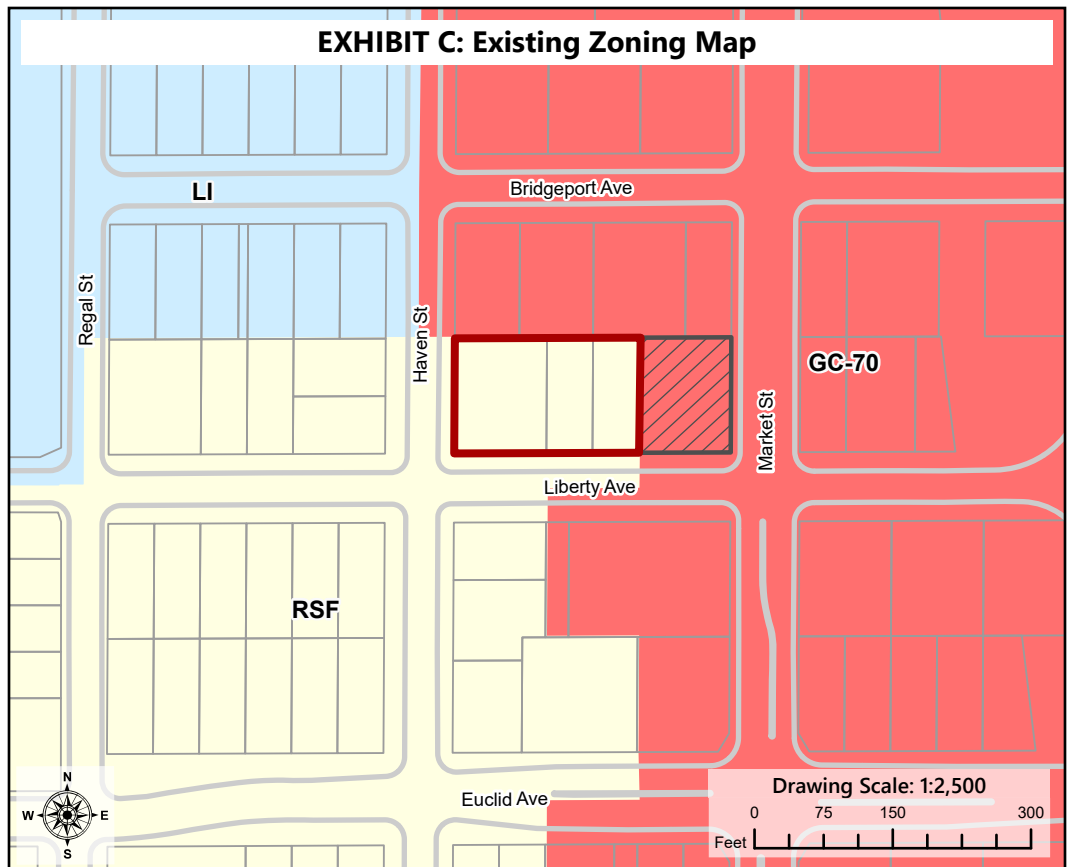 EXHIBIT C: Existing Zoning Map
LI
Bridgeport Ave
Regal St
Haven St
GC-70
Market St
Liberty Ave
RSF
N
W E
S
Euclid Ave
Drawing Scale: 1:2,500
0 75 150 300
Feet